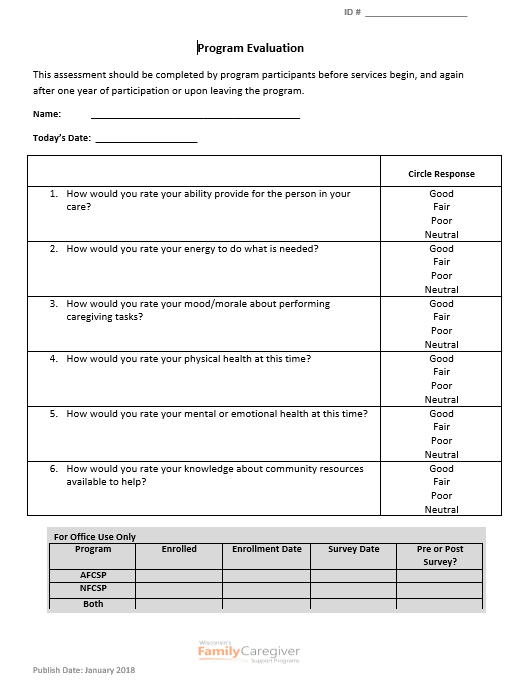 ID # ____________________
Program Evaluation
This assessment should be completed by program participants before services begin, and again
after one year of participation or upon leaving the program.
Name: ____________________
Today's Date: ____________________
Circle Response
1. How would you rate your ability provide for the person in your
care?
Good
Fair
Poor
Neutral
2. How would you rate your energy to do what is needed?
Good
Fair
Poor
Neutral
3. How would you rate your mood/morale about performing
caregiving tasks?
Good
Fair
Poor
Neutral
4. How would you rate your physical health at this time?
Good
Fair
Poor
Neutral
5. How would you rate your mental or emotional health at this time?
Good
Fair
Poor
Neutral
6. How would you rate your knowledge about community resources
available to help?
Good
Fair
Poor
Neutral
For Office Use Only
Program Enrolled Enrollment Date Survey Date Pre or Post
Survey?
AFCSP
NFCSP
Both
Wisconsin's
FamilyCaregiver
Support Programs
Publish Date: January 2018